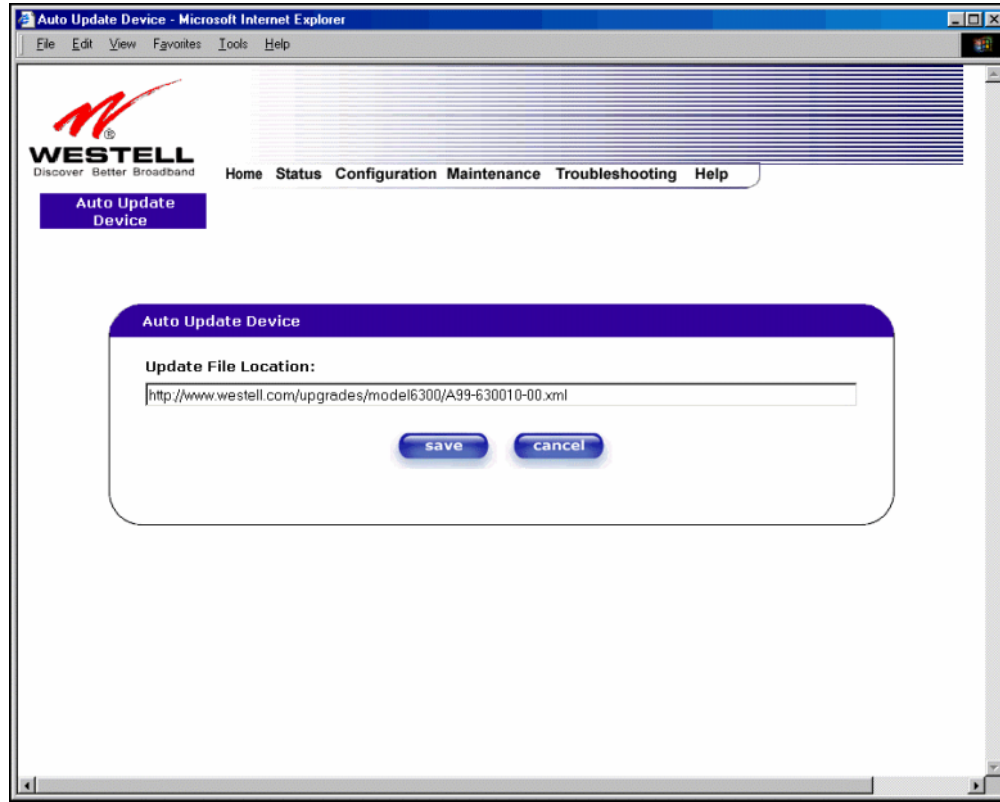 Auto Update Device - Microsoft Internet Explorer
File Edit View Favorites Tools Help
®
WESTELL
Discover Better Broadband
Home Status Configuration Maintenance Troubleshooting Help
Auto Update
Device
Auto Update Device
Update File Location:
http://www.westell.com/upgrades/model6300/A99-630010-00.xml
save cancel